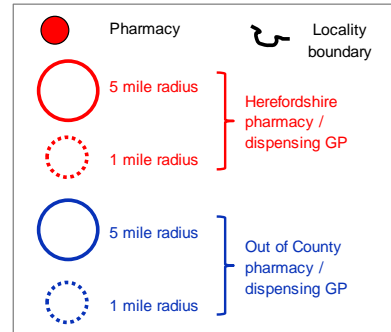 Pharmacy
Locality
boundary
5 mile radius
1 mile radius
Herefordshire
pharmacy /
dispensing GP
5 mile radius
1 mile radius
Out of County
pharmacy /
dispensing GP